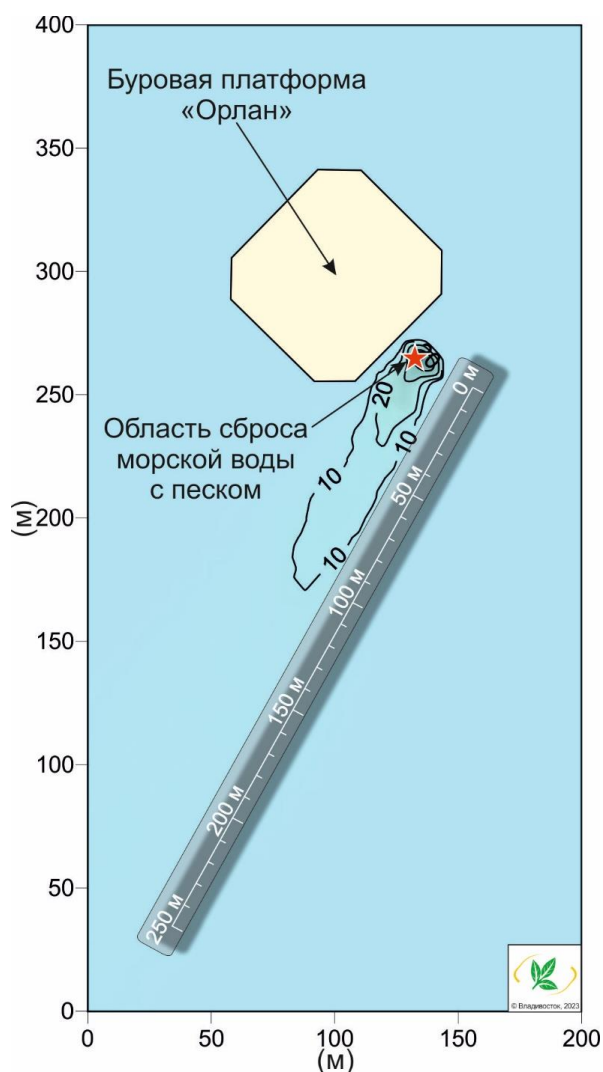 400
350
300
250
200
150
100
50
0
(м)
Буровая платформа
«Орлан»
Область сброса
морской воды
с песком
20
10
10
10
0 м
50 м
100 м
150 м
200 м
250 м
© Владивосток, 2023
0
50
100
150
200
(м)